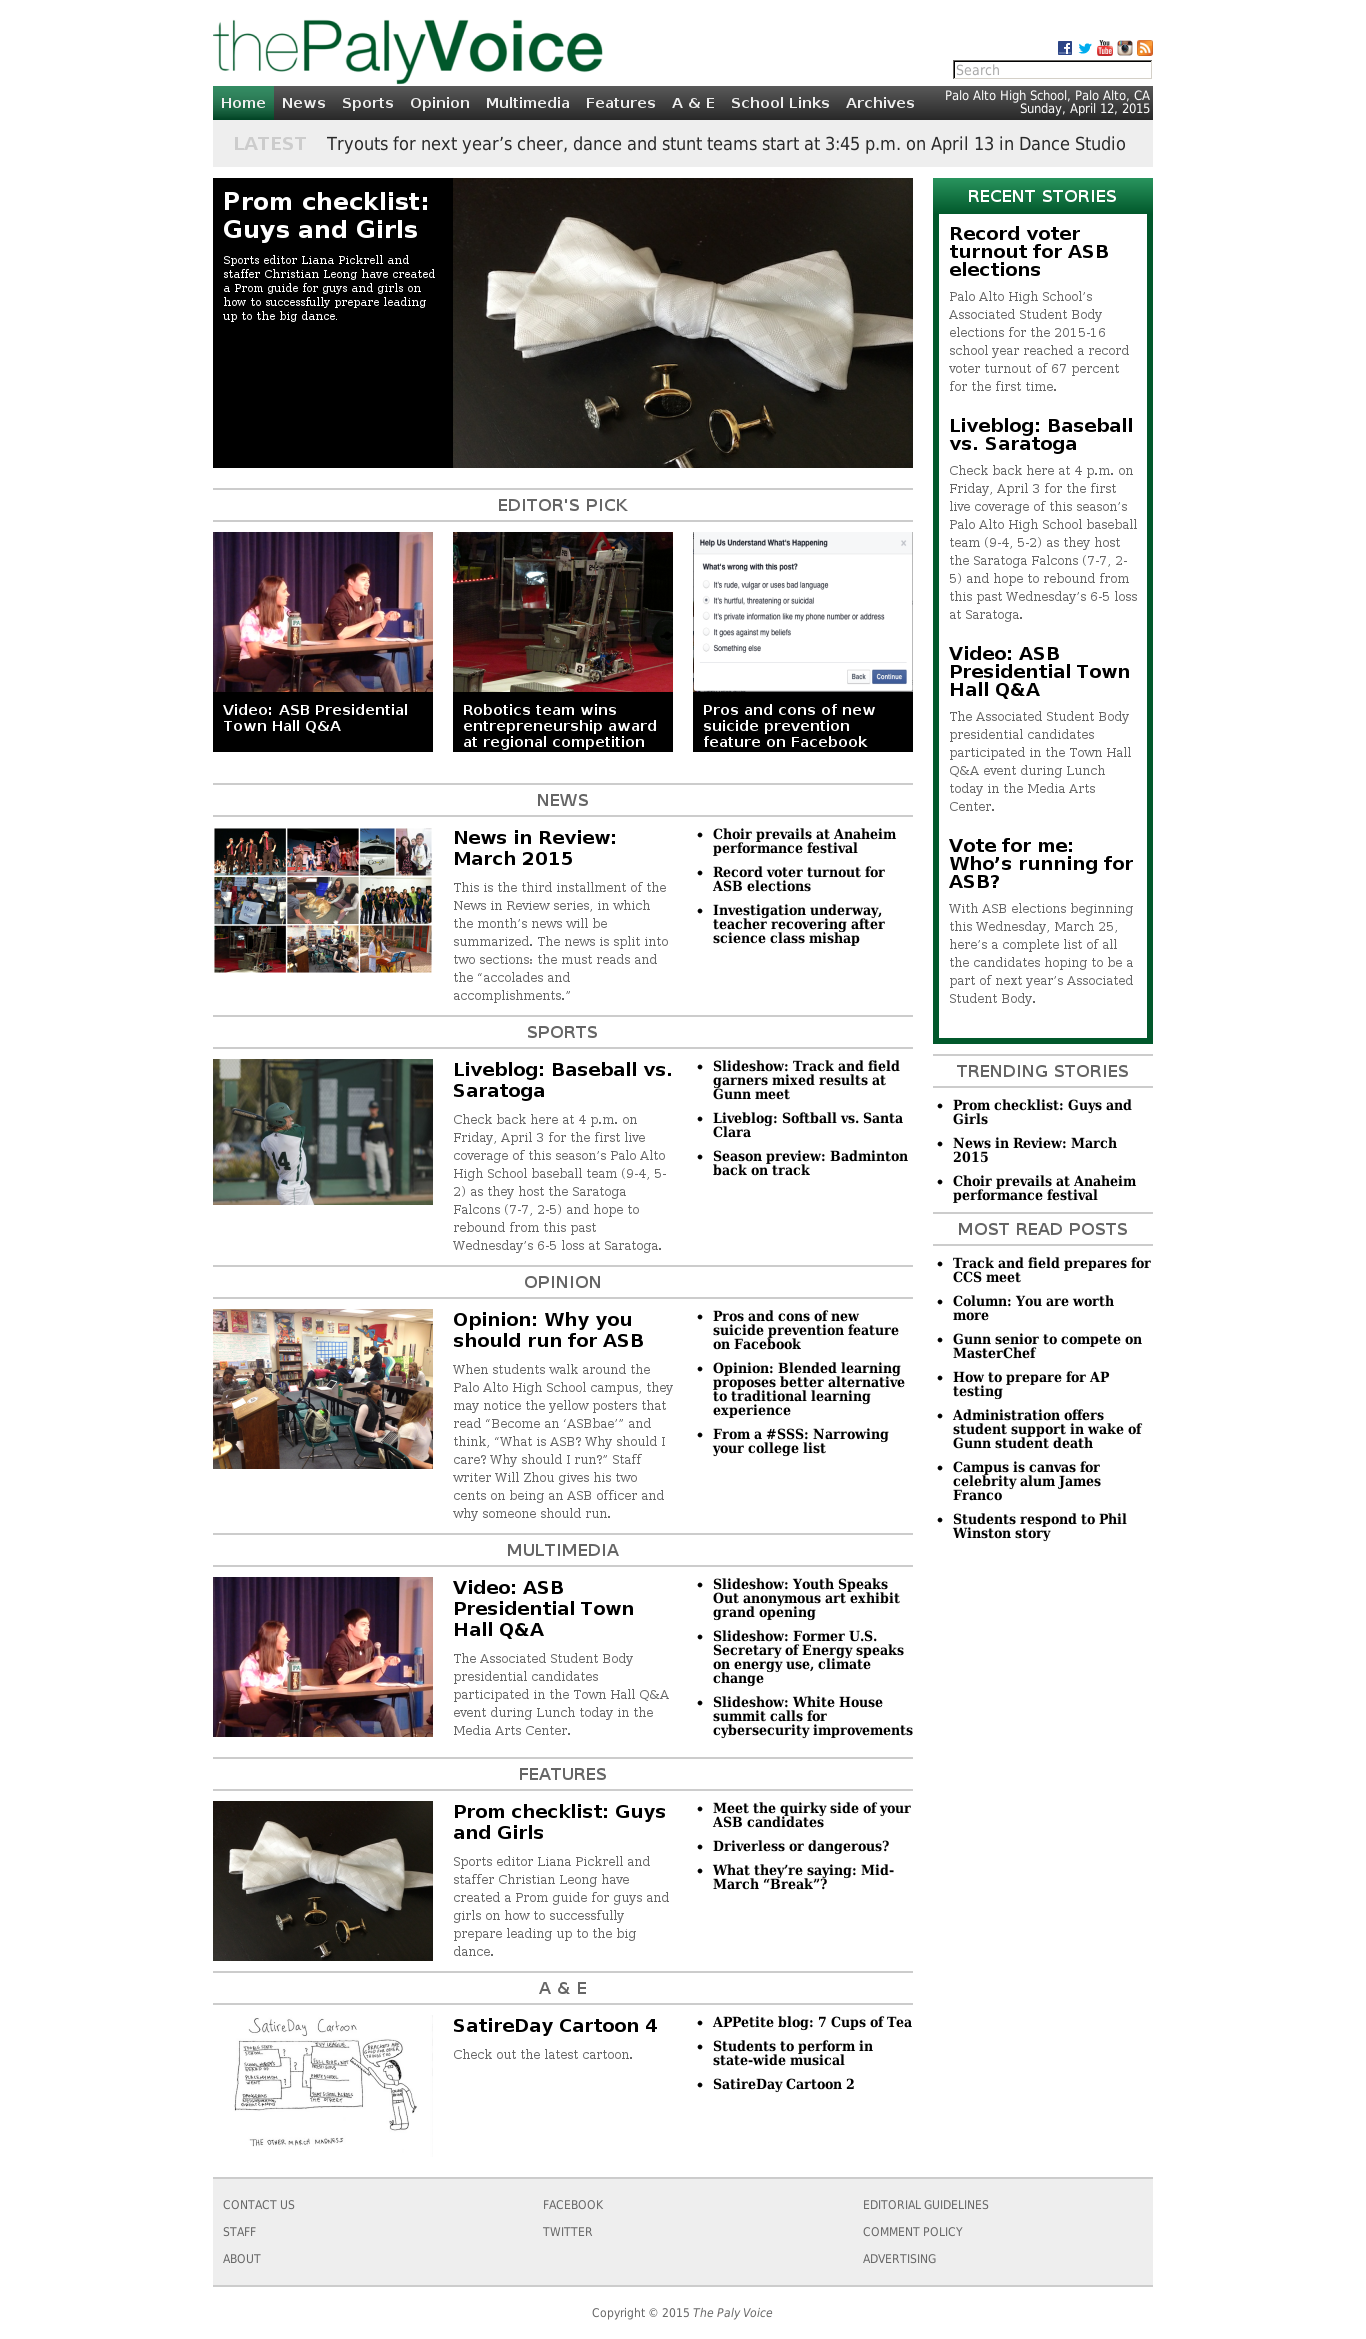 thePalyVoice
Search
Home News Sports Opinion Multimedia Features A & E School Links Archives
Palo Alto High School, Palo Alto, CA
Sunday, April 12, 2015
LATEST Tryouts for next year’s cheer, dance and stunt teams start at 3:45 p.m. on April 13 in Dance Studio
Prom checklist:
Guys and Girls
Sports editor Liana Pickrell and
staffer Christian Leong have created
a Prom guide for guys and girls on
how to successfully prepare leading
up to the big dance.
EDITOR'S PICK
Video: ASB Presidential
Town Hall Q&A
Robotics team wins
entrepreneurship award
at regional competition
Help Us Understand What's Happening
What's wrong with this post?
It's rude, vulgar or uses bad language
It's hurtful, threatening or suicidal
It's private information like my phone number or address
It goes against my beliefs
Something else
Back Continue
Pros and cons of new
suicide prevention
feature on Facebook
NEWS
News in Review:
March 2015
This is the third installment of the
News in Review series, in which
the month’s news will be
summarized. The news is split into
two sections: the must reads and
the “accolades and
accomplishments.”
Choir prevails at Anaheim
performance festival
Record voter turnout for
ASB elections
Investigation underway,
teacher recovering after
science class mishap
SPORTS
Liveblog: Baseball vs.
Saratoga
Check back here at 4 p.m. on
Friday, April 3 for the first live
coverage of this season’s Palo Alto
High School baseball team (9-4, 5-
2) as they host the Saratoga
Falcons (7-7, 2-5) and hope to
rebound from this past
Wednesday’s 6-5 loss at Saratoga.
Slideshow: Track and field
garners mixed results at
Gunn meet
Liveblog: Softball vs. Santa
Clara
Season preview: Badminton
back on track
OPINION
Opinion: Why you
should run for ASB
When students walk around the
Palo Alto High School campus, they
may notice the yellow posters that
read “Become an ‘ASBbae’” and
think, “What is ASB? Why should I
care? Why should I run?” Staff
writer Will Zhou gives his two
cents on being an ASB officer and
why someone should run.
Pros and cons of new
suicide prevention feature
on Facebook
Opinion: Blended learning
proposes better alternative
to traditional learning
experience
From a #SSS: Narrowing
your college list
MULTIMEDIA
Video: ASB
Presidential Town
Hall Q&A
The Associated Student Body
presidential candidates
participated in the Town Hall Q&A
event during Lunch today in the
Media Arts Center.
Slideshow: Youth Speaks
Out anonymous art exhibit
grand opening
Slideshow: Former U.S.
Secretary of Energy speaks
on energy use, climate
change
Slideshow: White House
summit calls for
cybersecurity improvements
FEATURES
Prom checklist: Guys
and Girls
Sports editor Liana Pickrell and
staffer Christian Leong have
created a Prom guide for guys and
girls on how to successfully
prepare leading up to the big
dance.
Meet the quirky side of your
ASB candidates
Driverless or dangerous?
What they’re saying: Mid-
March “Break”?
A & E
SatireDay Cartoon
THE OTHER MARCH MADNESS
SatireDay Cartoon 4
Check out the latest cartoon.
APPetite blog: 7 Cups of Tea
Students to perform in
state-wide musical
SatireDay Cartoon 2
RECENT STORIES
Record voter
turnout for ASB
elections
Palo Alto High School’s
Associated Student Body
elections for the 2015-16
school year reached a record
voter turnout of 67 percent
for the first time.
Liveblog: Baseball
vs. Saratoga
Check back here at 4 p.m. on
Friday, April 3 for the first
live coverage of this season’s
Palo Alto High School baseball
team (9-4, 5-2) as they host
the Saratoga Falcons (7-7, 2-
5) and hope to rebound from
this past Wednesday’s 6-5 loss
at Saratoga.
Video: ASB
Presidential Town
Hall Q&A
The Associated Student Body
presidential candidates
participated in the Town Hall
Q&A event during Lunch
today in the Media Arts
Center.
Vote for me:
Who’s running for
ASB?
With ASB elections beginning
this Wednesday, March 25,
here’s a complete list of all
the candidates hoping to be a
part of next year’s Associated
Student Body.
TRENDING STORIES
Prom checklist: Guys and
Girls
News in Review: March
2015
Choir prevails at Anaheim
performance festival
MOST READ POSTS
Track and field prepares for
CCS meet
Column: You are worth
more
Gunn senior to compete on
MasterChef
How to prepare for AP
testing
Administration offers
student support in wake of
Gunn student death
Campus is canvas for
celebrity alum James
Franco
Students respond to Phil
Winston story
CONTACT US
STAFF
ABOUT
FACEBOOK
TWITTER
EDITORIAL GUIDELINES
COMMENT POLICY
ADVERTISING
Copyright © 2015 The Paly Voice